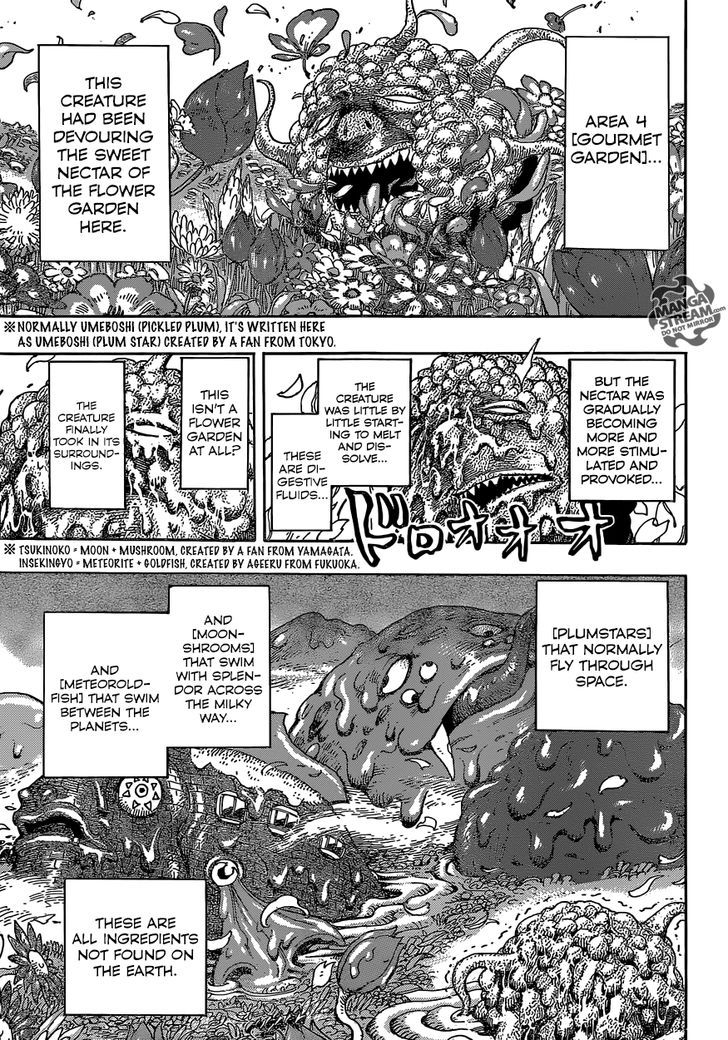 AREA 4
[GOURMET
GARDEN]...
THIS
CREATURE
HAD BEEN
DEVOURING
THE SWEET
NECTAR OF
THE FLOWER
GARDEN
HERE.
MANGA
STREAM.COM
DO NOT MIRROR!
※NORMALLY UMEBOSHI (PICKLED PLUM), IT'S WRITTEN HERE
AS UMEBOSHI (PLUM STAR) CREATED BY A FAN FROM TOKYO.
BUT THE
NECTAR WAS
GRADUALLY
BECOMING
MORE AND
MORE STIMU-
LATED AND
PROVOKED...
THE
CREATURE
WAS LITTLE BY
LITTLE START-
ING TO MELT
AND DIS-
SOLVE...
THESE
ARE DI-
GESTIVE
FLUIDS...
ドロオオオ
THIS
ISN'T A
FLOWER
GARDEN
AT ALL?
THE
CREATURE
FINALLY
TOOK IN ITS
SURROUND-
INGS.
※ TSUKINOKO = MOON + MUSHROOM, CREATED BY A FAN FROM YAMAGATA.
INSEKINGYO = METEORITE + GOLDFISH, CREATED BY AGEERU FROM FUKUOKA.
[PLUMSTARS]
THAT NORMALLY
FLY THROUGH
SPACE.
AND
[MOON-
SHROOMS]
THAT SWIM
WITH SPLEN-
DOR ACROSS
THE MILKY
WAY...
AND
[METEOROLD-
FISH] THAT SWIM
BETWEEN THE
PLANETS...
THESE ARE
ALL INGREDIENTS
NOT FOUND ON
THE EARTH.